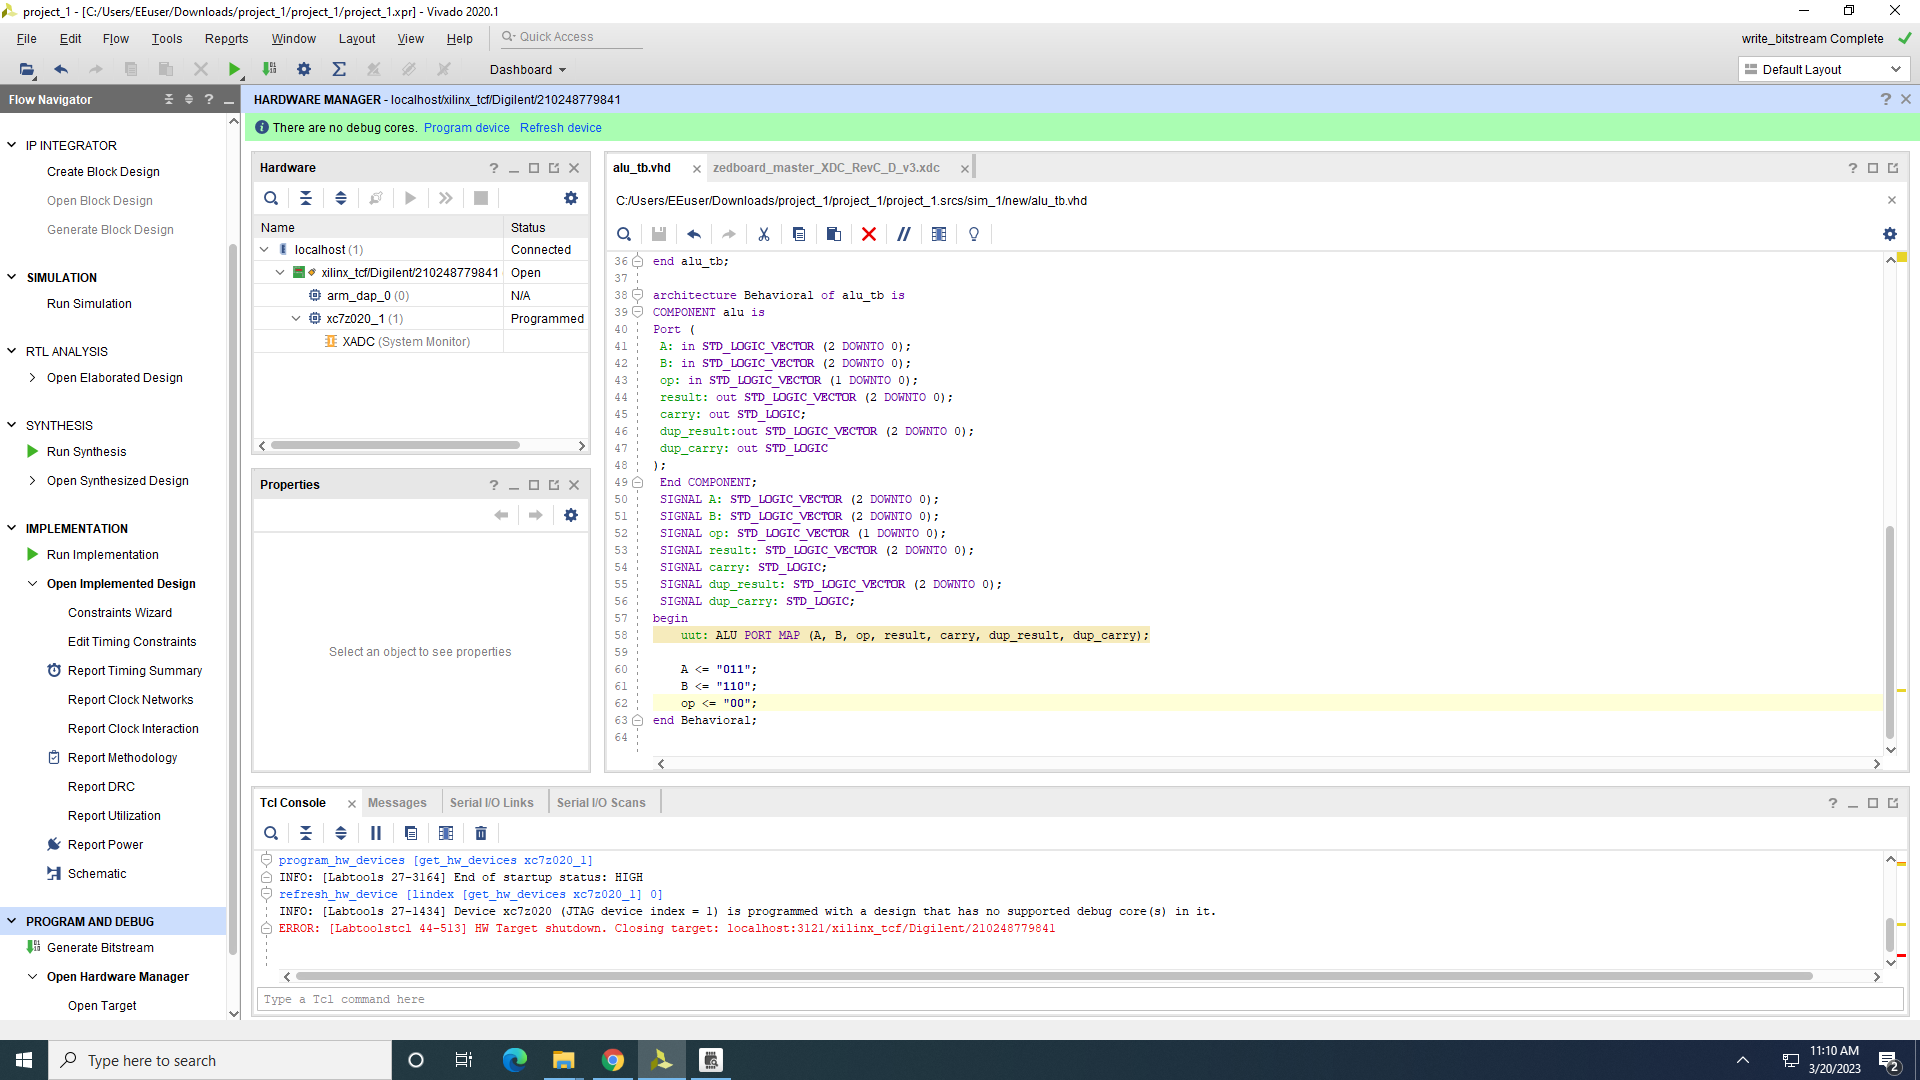 project_1 - [C:/Users/EEuser/Downloads/project_1/project_1/project_1.xpr] - Vivado 2020.1
File Edit Flow Tools Reports Window Layout View Help Quick Access
write_bitstream Complete
Dashboard
Default Layout
Flow Navigator
IP INTEGRATOR
Create Block Design
Open Block Design
Generate Block Design
SIMULATION
Run Simulation
RTL ANALYSIS
Open Elaborated Design
SYNTHESIS
Run Synthesis
Open Synthesized Design
IMPLEMENTATION
Run Implementation
Open Implemented Design
Constraints Wizard
Edit Timing Constraints
Report Timing Summary
Report Clock Networks
Report Clock Interaction
Report Methodology
Report DRC
Report Utilization
Report Power
Schematic
PROGRAM AND DEBUG
Generate Bitstream
Open Hardware Manager
Open Target
HARDWARE MANAGER - localhost/xilinx_tcf/Digilent/210248779841
There are no debug cores. Program device Refresh device
Hardware
Name Status
localhost (1) Connected
xilinx_tcf/Digilent/210248779841 Open
arm_dap_0 (0) N/A
xc7z020_1 (1) Programmed
XADC (System Monitor)
Properties
Select an object to see properties
alu_tb.vhd zedboard_master_XDC_RevC_D_v3.xdc
C:/Users/EEuser/Downloads/project_1/project_1/project_1.srcs/sim_1/new/alu_tb.vhd
36 end alu_tb;
37
38 architecture Behavioral of alu_tb is
39 COMPONENT alu is
40 Port (
41 A: in STD_LOGIC_VECTOR (2 DOWNTO 0);
42 B: in STD_LOGIC_VECTOR (2 DOWNTO 0);
43 op: in STD_LOGIC_VECTOR (1 DOWNTO 0);
44 result: out STD_LOGIC_VECTOR (2 DOWNTO 0);
45 carry: out STD_LOGIC;
46 dup_result:out STD_LOGIC_VECTOR (2 DOWNTO 0);
47 dup_carry: out STD_LOGIC
48 );
49 End COMPONENT;
50 SIGNAL A: STD_LOGIC_VECTOR (2 DOWNTO 0);
51 SIGNAL B: STD_LOGIC_VECTOR (2 DOWNTO 0);
52 SIGNAL op: STD_LOGIC_VECTOR (1 DOWNTO 0);
53 SIGNAL result: STD_LOGIC_VECTOR (2 DOWNTO 0);
54 SIGNAL carry: STD_LOGIC;
55 SIGNAL dup_result: STD_LOGIC_VECTOR (2 DOWNTO 0);
56 SIGNAL dup_carry: STD_LOGIC;
57 begin
58 uut: ALU PORT MAP (A, B, op, result, carry, dup_result, dup_carry);
59
60 A <= "011";
61 B <= "110";
62 op <= "00";
63 end Behavioral;
64
Tcl Console Messages Serial I/O Links Serial I/O Scans
program_hw_devices [get_hw_devices xc7z020_1]
INFO: [Labtools 27-3164] End of startup status: HIGH
refresh_hw_device [lindex [get_hw_devices xc7z020_1] 0]
INFO: [Labtools 27-1434] Device xc7z020 (JTAG device index = 1) is programmed with a design that has no supported debug core(s) in it.
ERROR: [Labtoolstcl 44-513] HW Target shutdown. Closing target: localhost:3121/xilinx_tcf/Digilent/210248779841
Type a Tcl command here
Type here to search
11:10 AM
3/20/2023
2